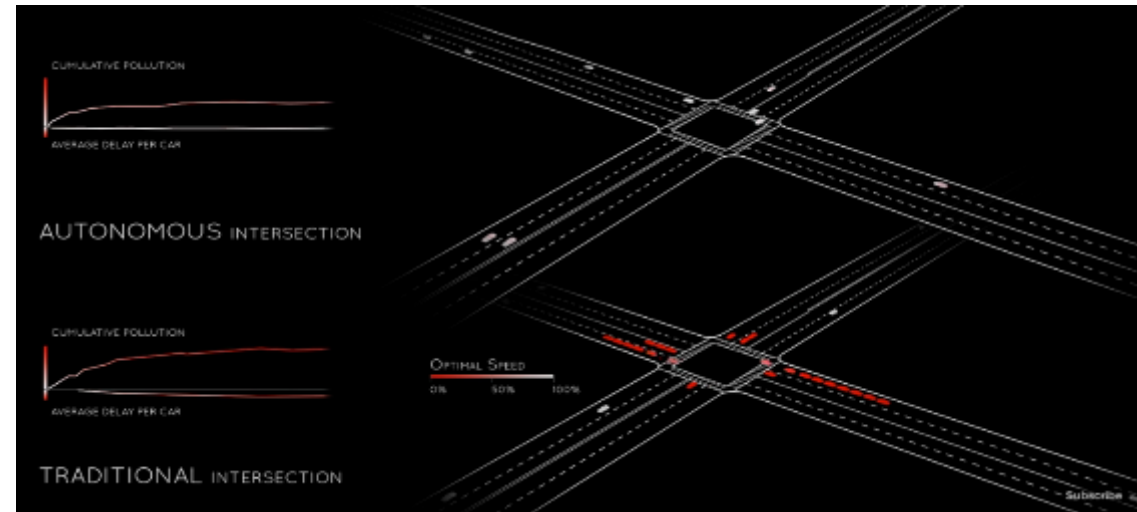 CUMULATIVE POLLUTION
AVERAGE DELAY PER CAR
AUTONOMOUS INTERSECTION
CUMULATIVE POLLUTION
AVERAGE DELAY PER CAR
TRADITIONAL INTERSECTION
OPTIMAL SPEED
0% 50% 100%
Subscribe